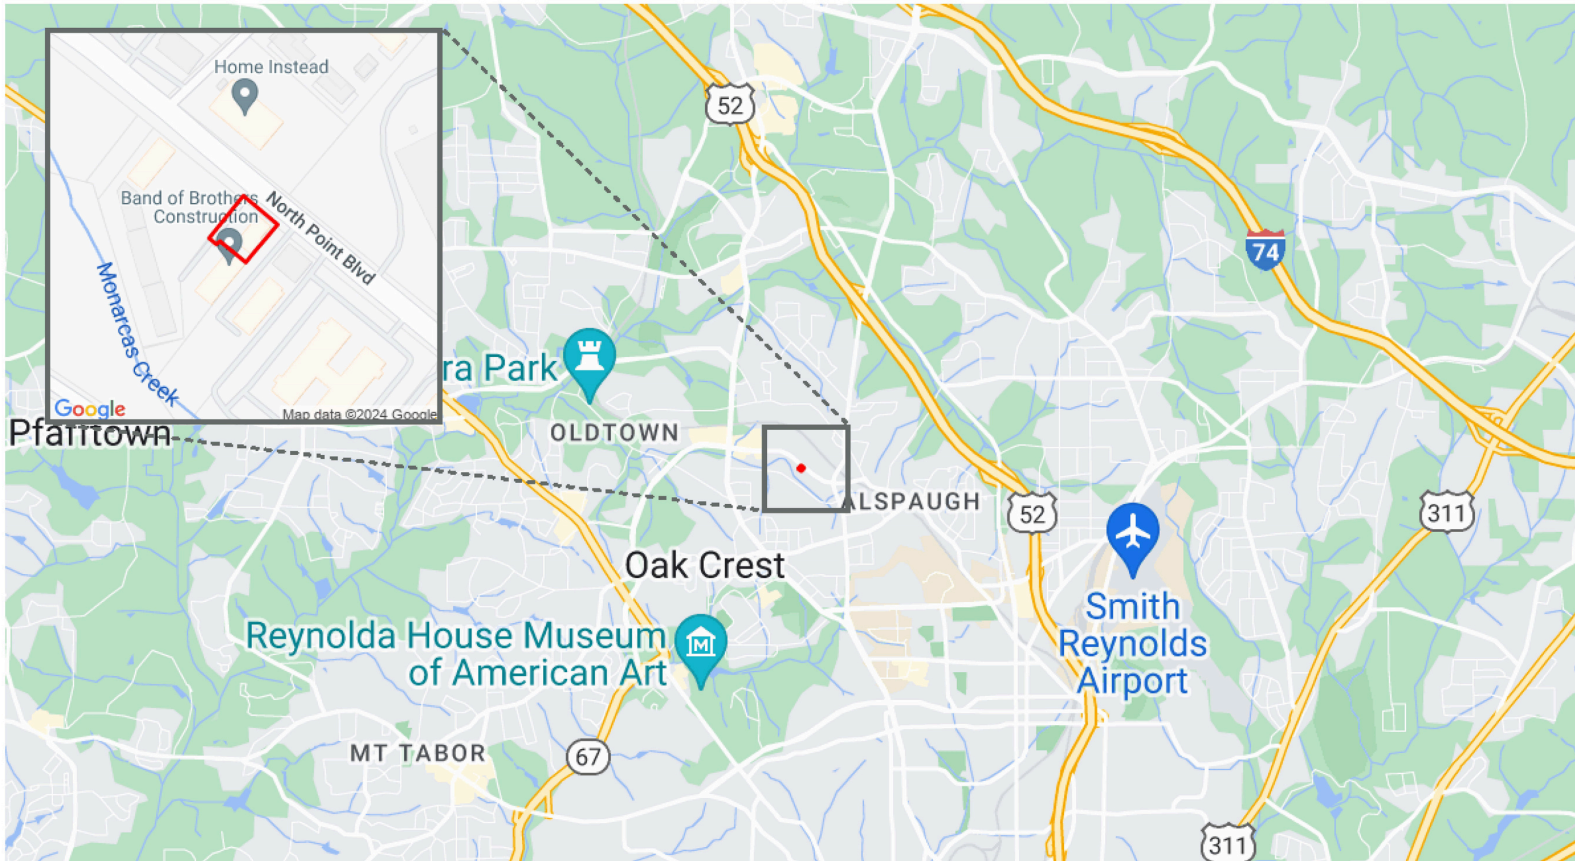 Home Instead
Band of Brothers
Construction
North Point Blvd
Monarcas Creek
Google
Map data ©2024 Google
52
74
ra Park
OLDTOWN
Pfafftown
ALSPAUGH
52
311
Oak Crest
Smith
Reynolds
Airport
Reynolda House Museum
of American Art
M
MT TABOR
67
311